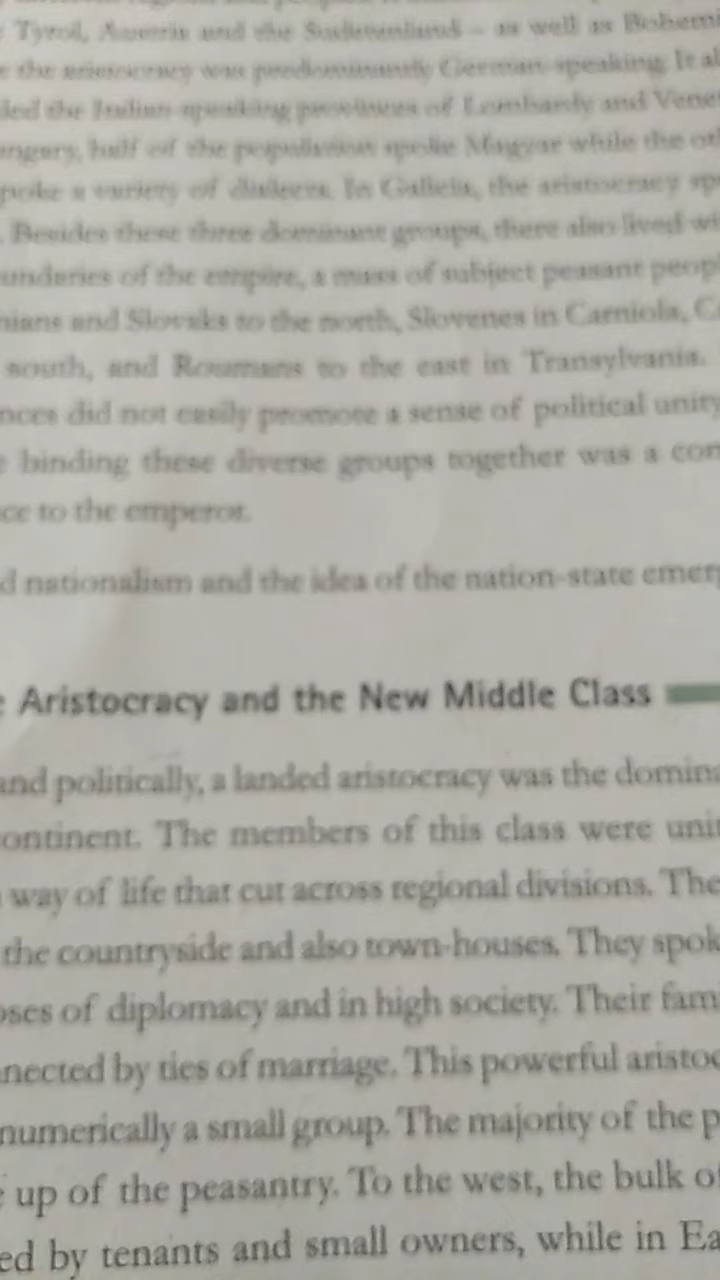 Tyrol, Austria and the Sudetenland – as well as Bohem
the aristocracy was predominantly German-speaking. It al
ded the Italian-speaking provinces of Lombardy and Vene
ngary, half of the population spoke Magyar while the ot
poke a variety of dialects. In Galicia, the aristocracy sp
. Besides these three dominant groups, there also lived wi
undaries of the empire, a mass of subject peasant peop
nians and Slovaks to the north, Slovenes in Carniola, C
south, and Roumans to the east in Transylvania.
nces did not easily promote a sense of political unity
e binding these diverse groups together was a con
ce to the emperor.
d nationalism and the idea of the nation-state emer
e Aristocracy and the New Middle Class
and politically, a landed aristocracy was the domina
ontinent. The members of this class were unit
way of life that cut across regional divisions. The
the countryside and also town-houses. They spok
oses of diplomacy and in high society. Their fam
nnected by ties of marriage. This powerful aristoc
numerically a small group. The majority of the p
e up of the peasantry. To the west, the bulk o
ed by tenants and small owners, while in Ea